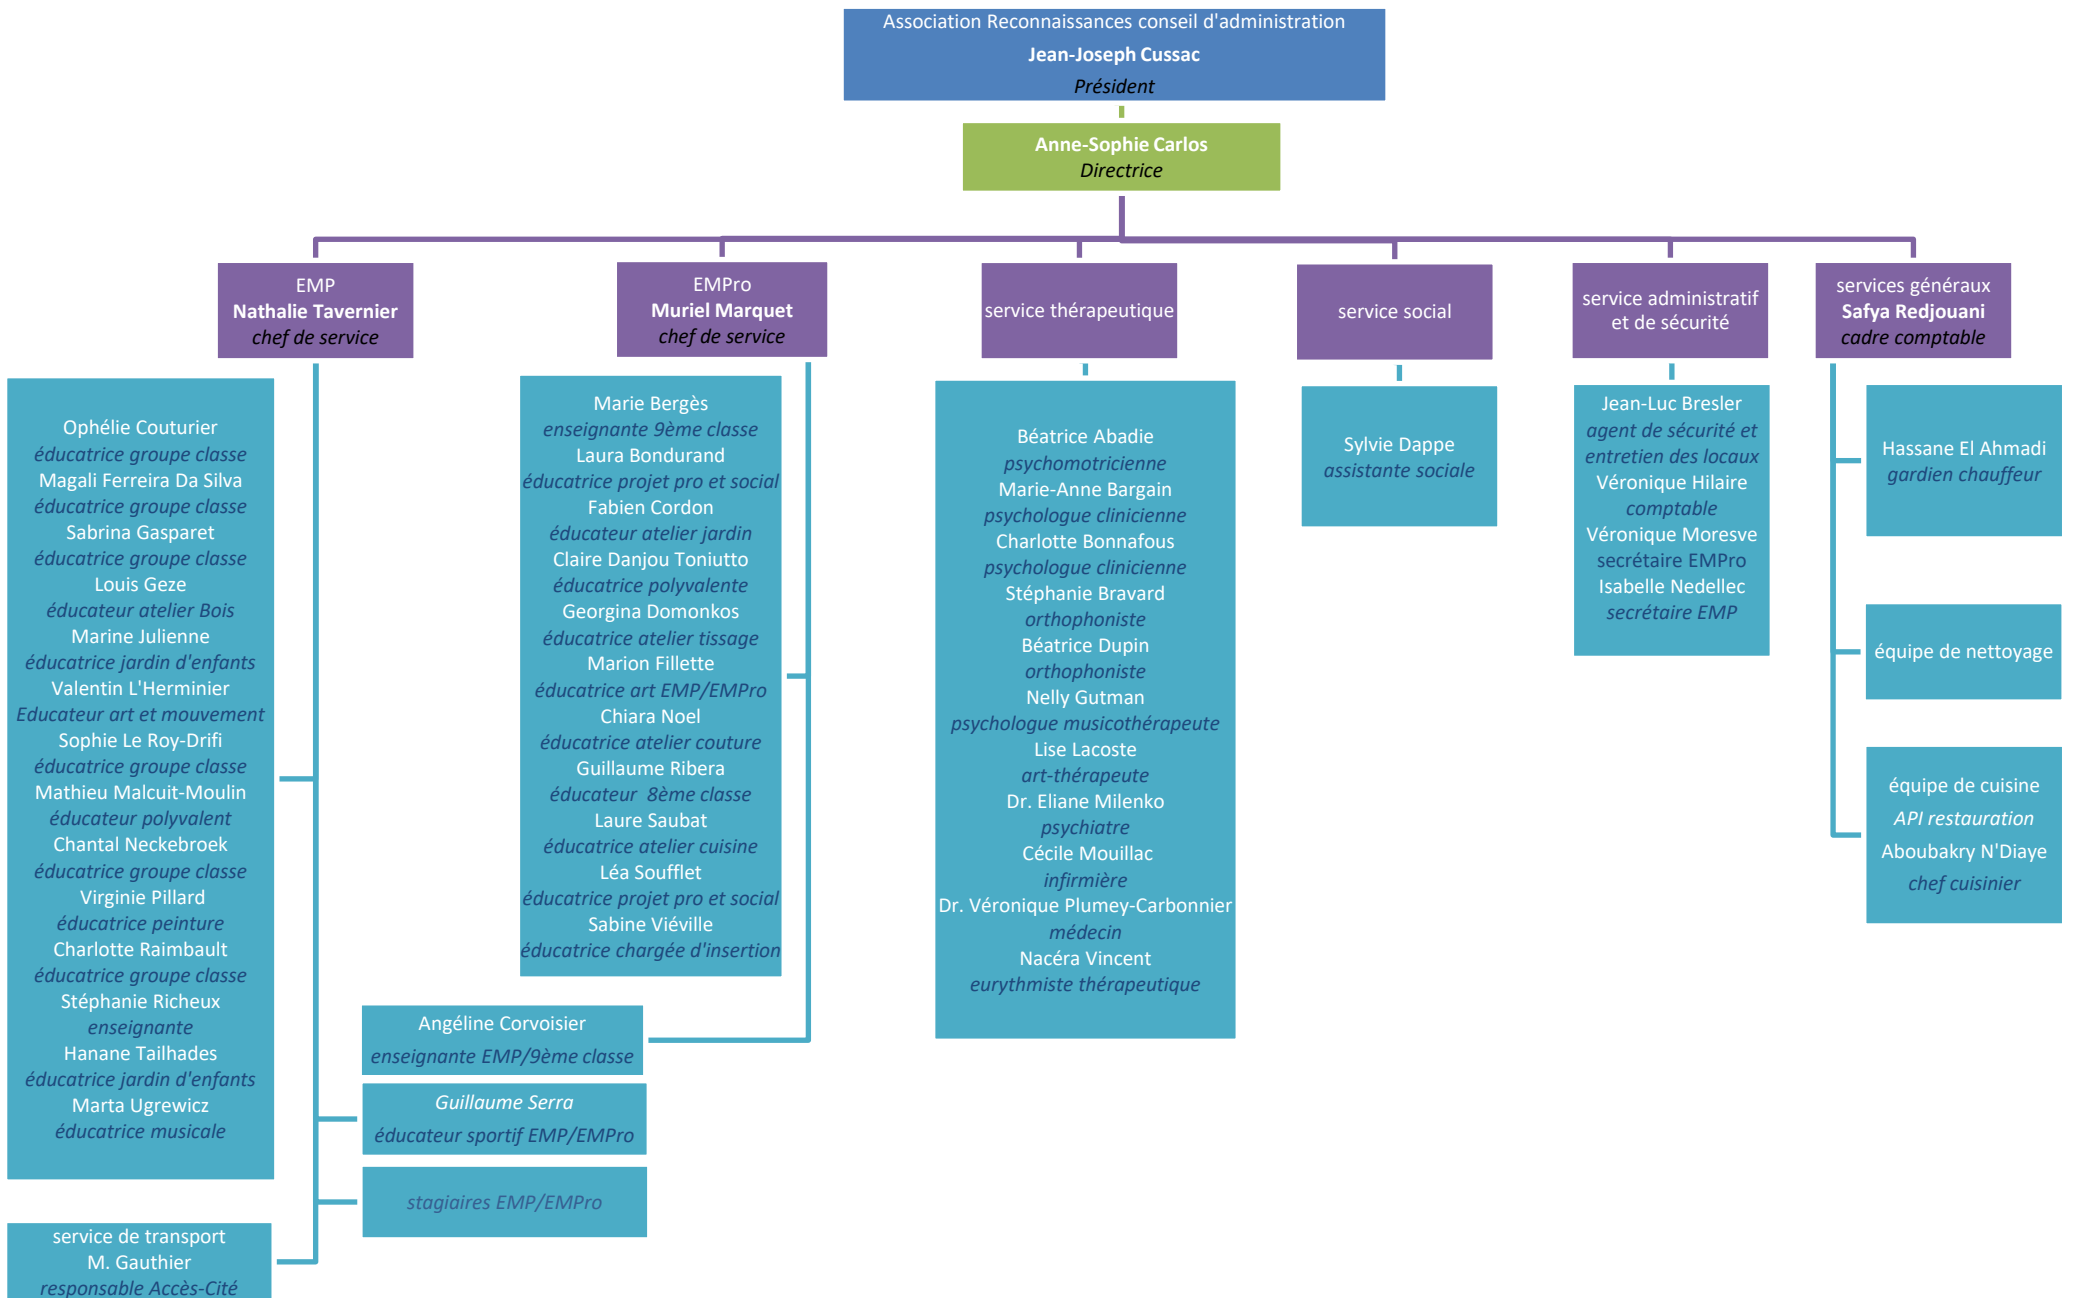 Association Reconnaissances conseil d'administration
Jean-Joseph Cussac
Président
Anne-Sophie Carlos
Directrice
EMP
Nathalie Tavernier
chef de service
EMPro
Muriel Marquet
chef de service
service thérapeutique
service social
service administratif
et de sécurité
services généraux
Safya Redjouani
cadre comptable
Ophélie Couturier
éducatrice groupe classe
Magali Ferreira Da Silva
éducatrice groupe classe
Sabrina Gasparet
éducatrice groupe classe
Louis Geze
éducateur atelier Bois
Marine Julienne
éducatrice jardin d'enfants
Valentin L'Herminier
Educateur art et mouvement
Sophie Le Roy-Drifi
éducatrice groupe classe
Mathieu Malcuit-Moulin
éducateur polyvalent
Chantal Neckebroek
éducatrice groupe classe
Virginie Pillard
éducatrice peinture
Charlotte Raimbault
éducatrice groupe classe
Stéphanie Richeux
enseignante
Hanane Tailhades
éducatrice jardin d'enfants
Marta Ugrewicz
éducatrice musicale
service de transport
M. Gauthier
responsable Accès-Cité
Marie Bergès
enseignante 9ème classe
Laura Bondurand
éducatrice projet pro et social
Fabien Cordon
éducateur atelier jardin
Claire Danjou Toniutto
éducatrice polyvalente
Georgina Domonkos
éducatrice atelier tissage
Marion Fillette
éducatrice art EMP/EMPro
Chiara Noel
éducatrice atelier couture
Guillaume Ribera
éducateur 8ème classe
Laure Saubat
éducatrice atelier cuisine
Léa Soufflet
éducatrice projet pro et social
Sabine Viéville
éducatrice chargée d'insertion
Angéline Corvoisier
enseignante EMP/9ème classe
Guillaume Serra
éducateur sportif EMP/EMPro
stagiaires EMP/EMPro
Béatrice Abadie
psychomotricienne
Marie-Anne Bargain
psychologue clinicienne
Charlotte Bonnafous
psychologue clinicienne
Stéphanie Bravard
orthophoniste
Béatrice Dupin
orthophoniste
Nelly Gutman
psychologue musicothérapeute
Lise Lacoste
art-thérapeute
Dr. Eliane Milenko
psychiatre
Cécile Mouillac
infirmière
Dr. Véronique Plumey-Carbonnier
médecin
Nacéra Vincent
eurythmiste thérapeutique
Sylvie Dappe
assistante sociale
Jean-Luc Bresler
agent de sécurité et
entretien des locaux
Véronique Hilaire
comptable
Véronique Moresve
secrétaire EMPro
Isabelle Nedellec
secrétaire EMP
Hassane El Ahmadi
gardien chauffeur
équipe de nettoyage
équipe de cuisine
API restauration
Aboubakry N'Diaye
chef cuisinier